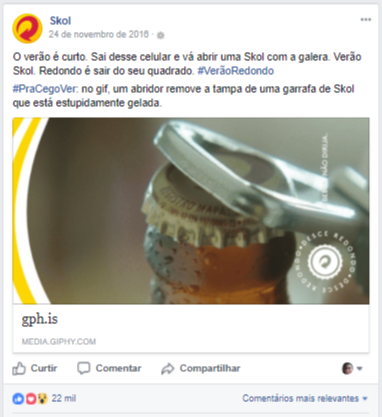 Skol
24 de novembro de 2016
O verão é curto. Sai desse celular e vá abrir uma Skol com a galera. Verão
Skol. Redondo é sair do seu quadrado. #VerãoRedondo
#PraCegoVer: no gif, um abridor remove a tampa de uma garrafa de Skol
que está estupidamente gelada.
NÃO DIRIJA.
DESCE REDONDO • DESCE REDONDO •
gph.is
MEDIA.GIPHY.COM
Curtir Comentar Compartilhar
22 mil Comentários mais relevantes